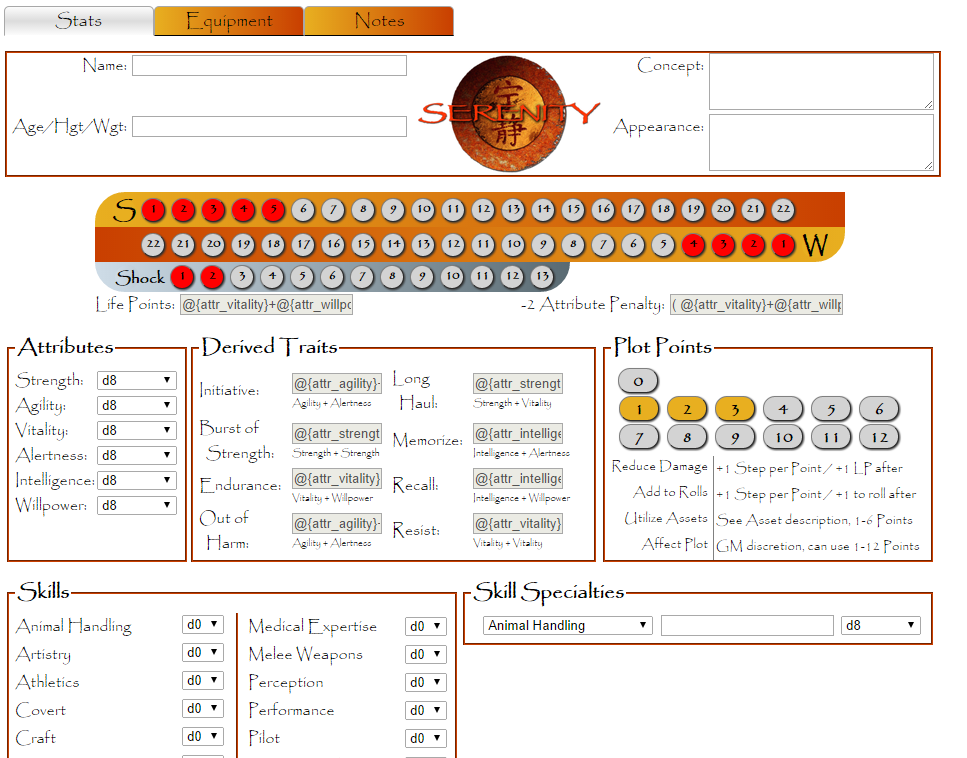 Stats Equipment Notes
Name: Concept:
空
SERENITY
静
Age/Hgt/Wgt: Appearance:
S 1 2 3 4 5 6 7 8 9 10 11 12 13 14 15 16 17 18 19 20 21 22
22 21 20 19 18 17 16 15 14 13 12 11 10 9 8 7 6 5 4 3 2 1 W
Shock 1 2 3 4 5 6 7 8 9 10 11 12 13
Life Points: @{attr_vitality}+@{attr_willpo -2 Attribute Penalty: ( @{attr_vitality}+@{attr_willp
Attributes
Strength: d8
Agility: d8
Vitality: d8
Alertness: d8
Intelligence: d8
Willpower: d8
Derived Traits
Initiative: @{attr_agility}+
Agility + Alertness
Long Haul: @{attr_strengt
Strength + Vitality
Burst of Strength: @{attr_strengt
Strength + Strength
Memorize: @{attr_intellige
Intelligence + Alertness
Endurance: @{attr_vitality}
Vitality + Willpower
Recall: @{attr_intellige
Intelligence + Willpower
Out of Harm: @{attr_agility}+
Agility + Alertness
Resist: @{attr_vitality}
Vitality + Vitality
Plot Points
0
1 2 3 4 5 6
7 8 9 10 11 12
Reduce Damage +1 Step per Point / +1 LP after
Add to Rolls +1 Step per Point / +1 to roll after
Utilize Assets See Asset description, 1-6 Points
Affect Plot GM discretion, can use 1-12 Points
Skills
Animal Handling d0 Medical Expertise d0
Artistry d0 Melee Weapons d0
Athletics d0 Perception d0
Covert d0 Performance d0
Craft d0 Pilot d0
Skill Specialties
Animal Handling d8